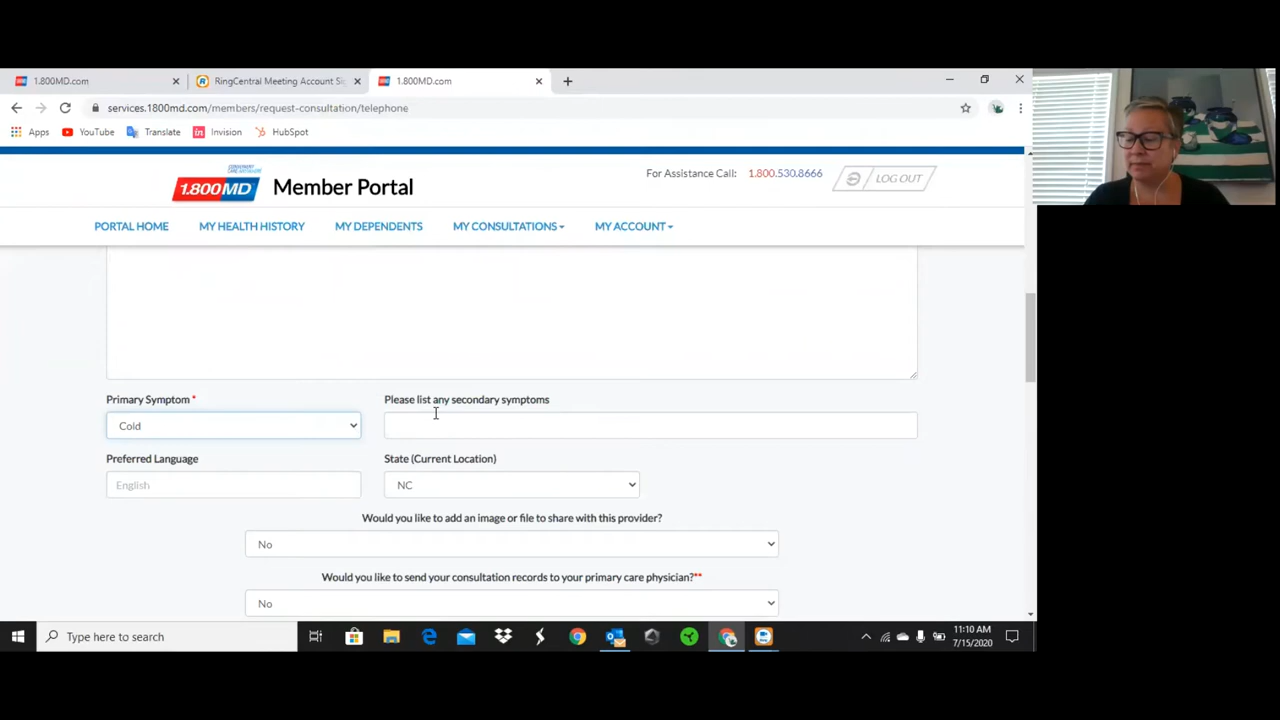 1.800MD.com
RingCentral Meeting Account Sic
1.800MD.com
services.1800md.com/members/request-consultation/telephone
Apps YouTube Translate Invision HubSpot
1.800MD Member Portal
For Assistance Call: 1.800.530.8666
LOG OUT
PORTAL HOME MY HEALTH HISTORY MY DEPENDENTS MY CONSULTATIONS MY ACCOUNT
Primary Symptom *
Please list any secondary symptoms
Cold
Preferred Language
State (Current Location)
English
NC
Would you like to add an image or file to share with this provider?
No
Would you like to send your consultation records to your primary care physician?**
No
Type here to search
11:10 AM
7/15/2020